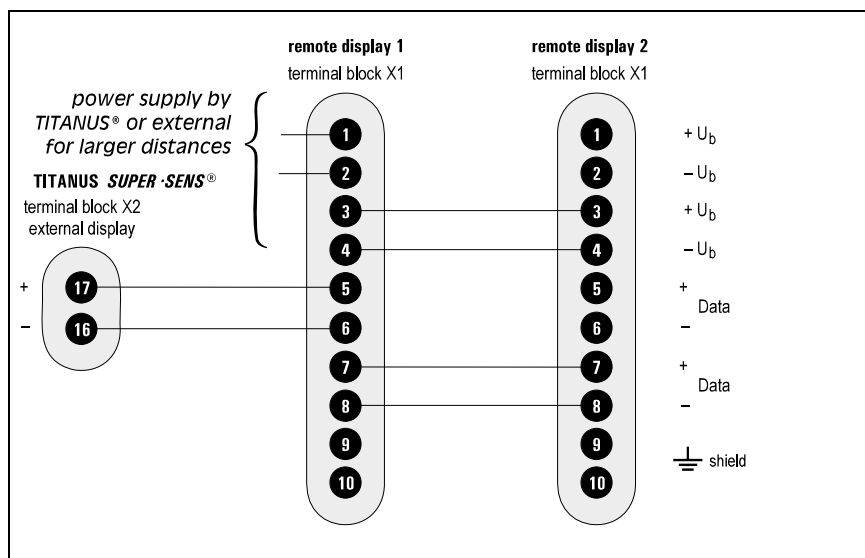 remote display 1
terminal block X1
remote display 2
terminal block X1
power supply by
TITANUS® or external
for larger distances
TITANUS SUPER·SENS®
terminal block X2
external display
+ 17
– 16
1
2
3
4
5
6
7
8
9
10
1
2
3
4
5
6
7
8
9
10
+ Ub
– Ub
+ Ub
– Ub
+
Data
–
+
Data
–
shield